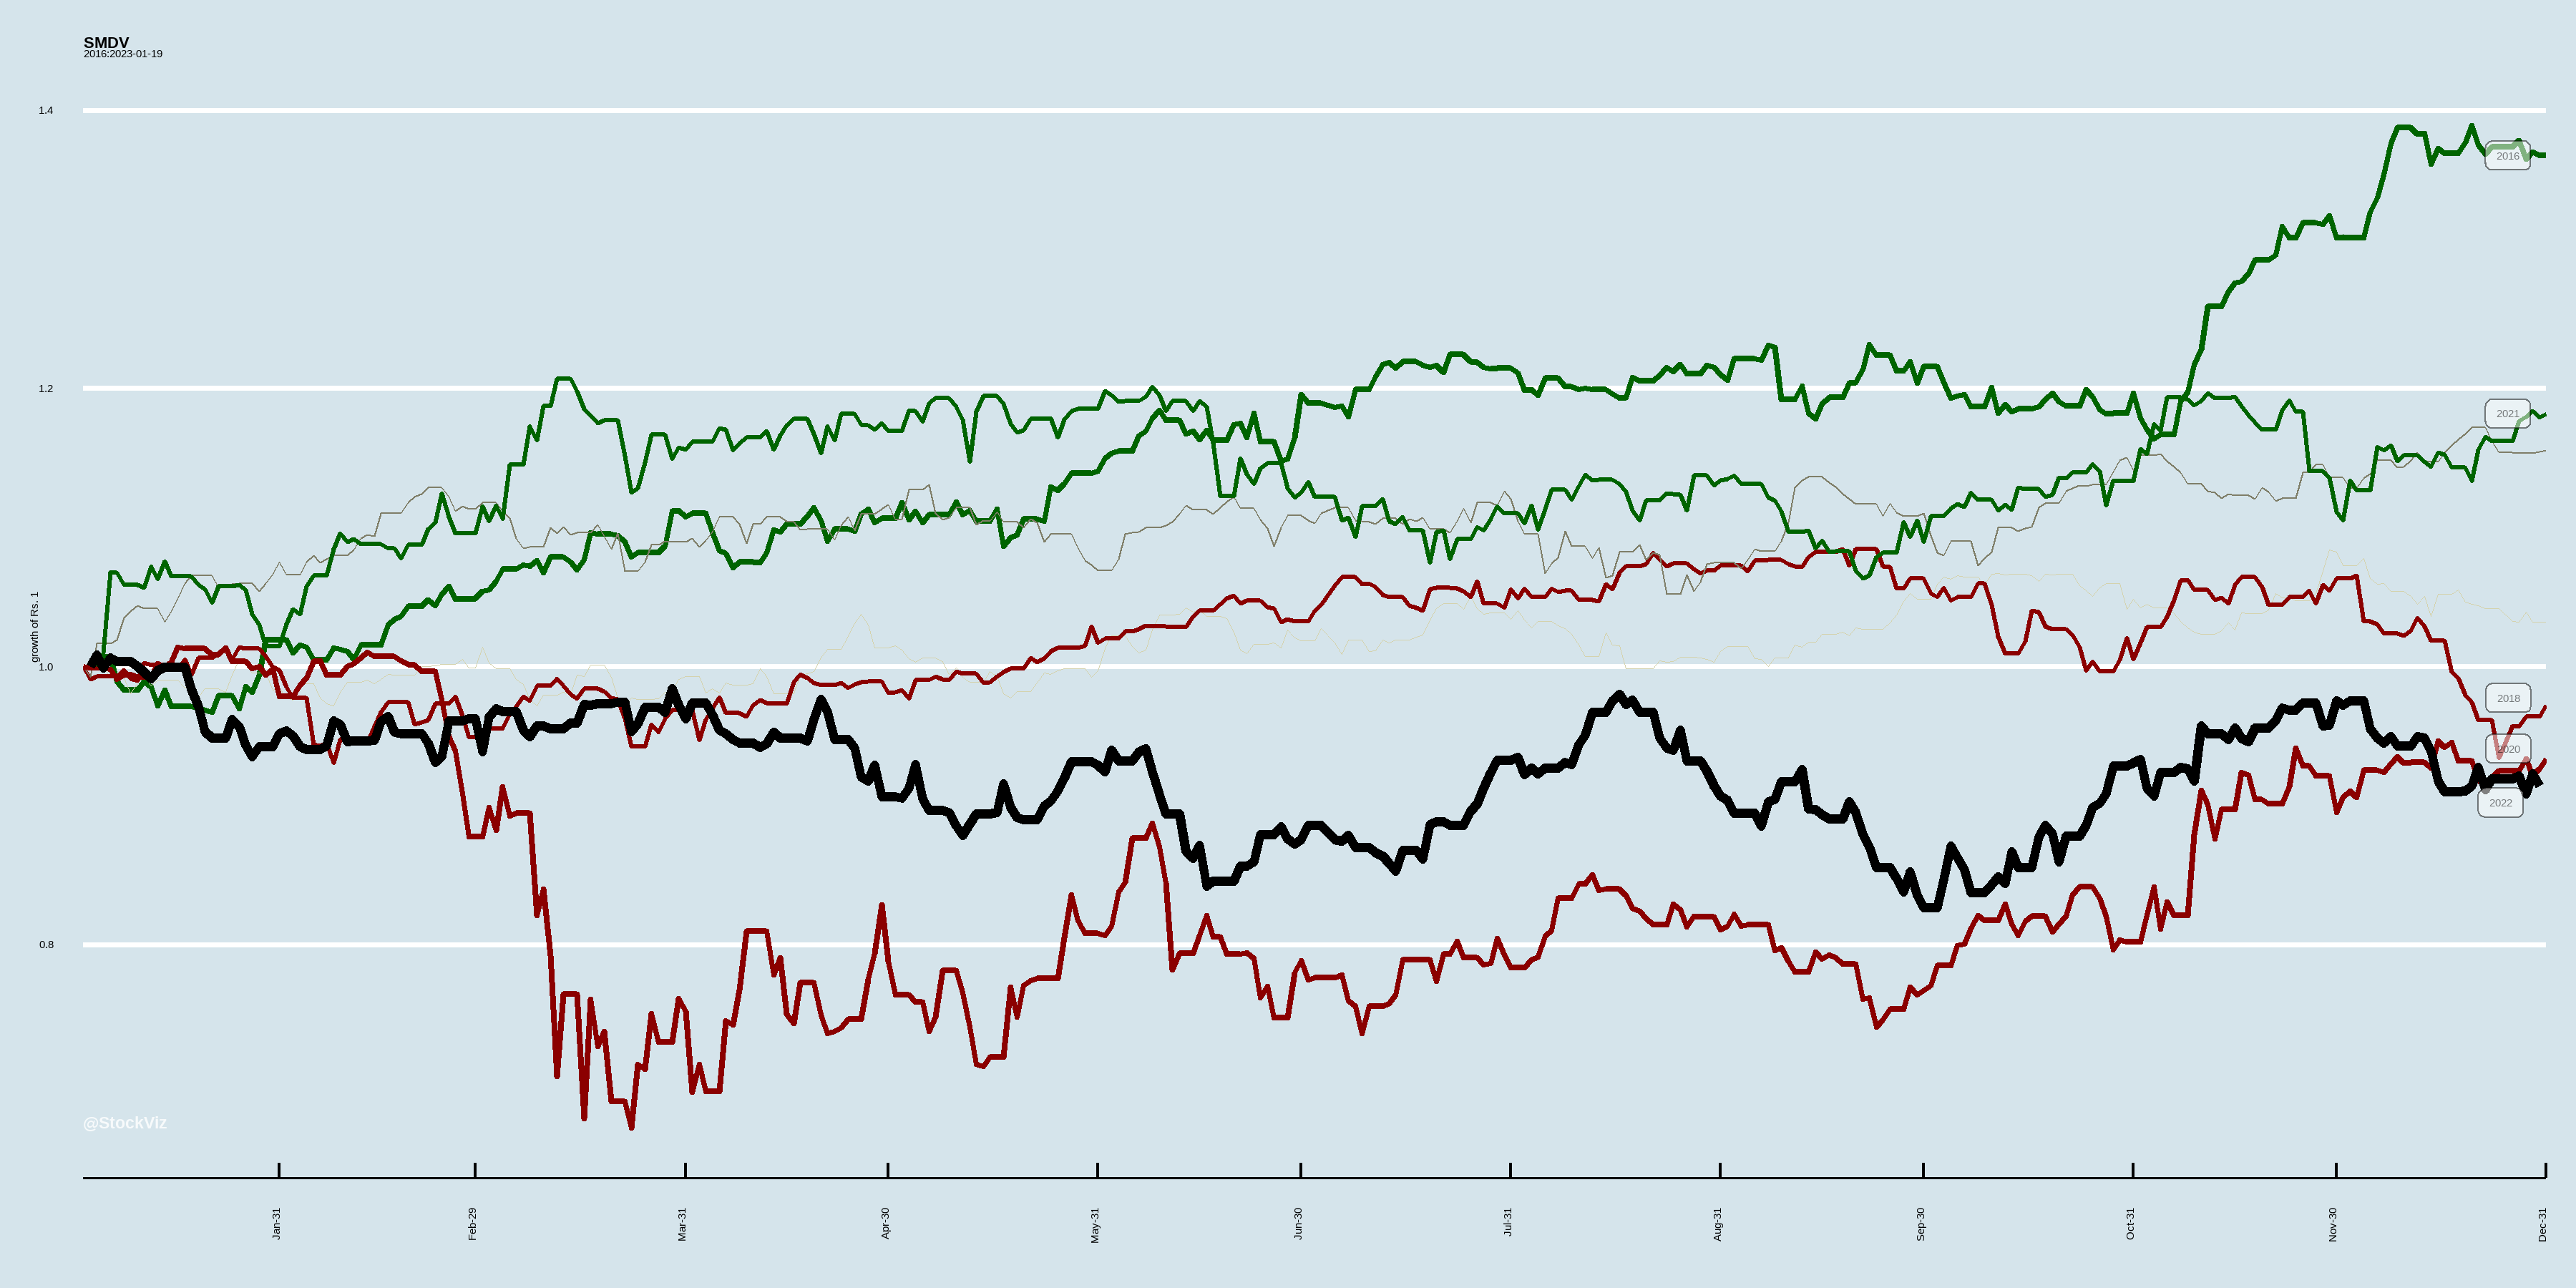 SMDV
2016:2023-01-19
1.4
1.2
1.0
0.8
growth of Rs. 1
2016
2021
2018
2020
2022
@StockViz
Jan-31
Feb-29
Mar-31
Apr-30
May-31
Jun-30
Jul-31
Aug-31
Sep-30
Oct-31
Nov-30
Dec-31